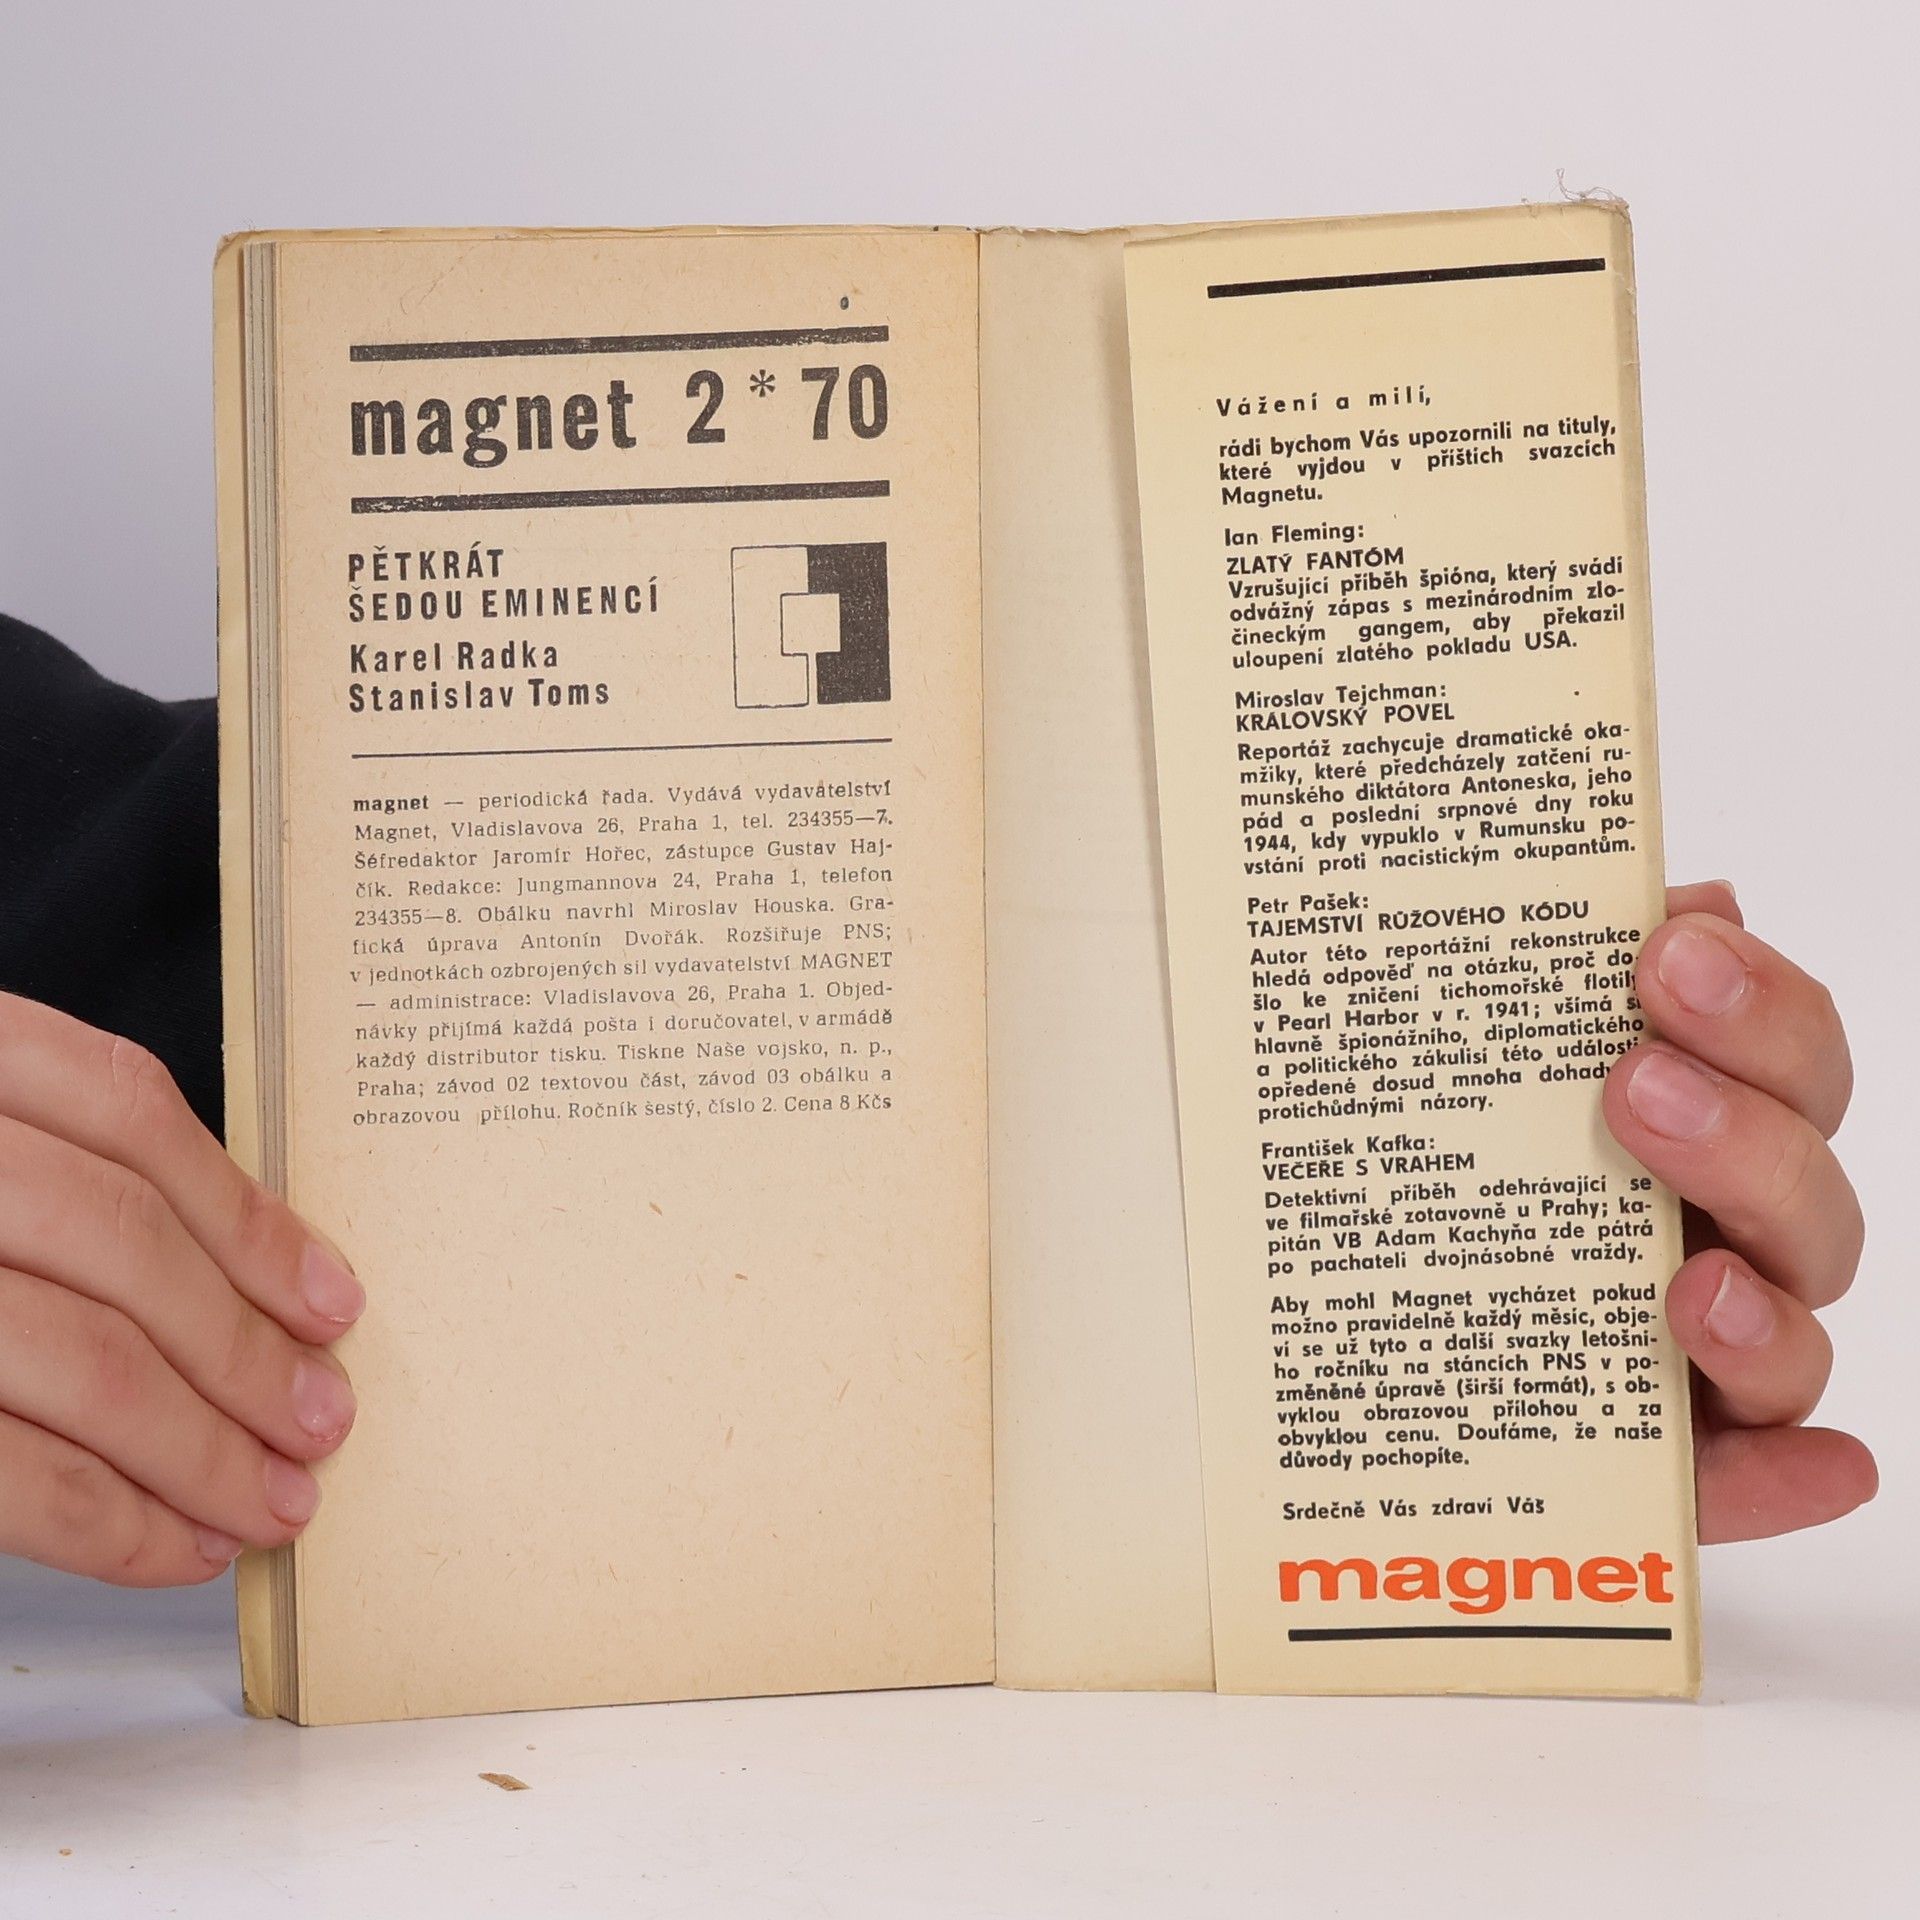 magnet 2 * 70
PĚTKRÁT
ŠEDOU EMINENCÍ
Karel Radka
Stanislav Toms
magnet — periodická řada. Vydává vydavatelství
Magnet, Vladislavova 26, Praha 1, tel. 234355—7.
Šéfredaktor Jaromír Hořec, zástupce Gustav Haj-
čík. Redakce: Jungmannova 24, Praha 1, telefon
234355—8. Obálku navrhl Miroslav Houska. Gra-
fická úprava Antonín Dvořák. Rozšiřuje PNS;
v jednotkách ozbrojených sil vydavatelství MAGNET
— administrace: Vladislavova 26, Praha 1. Objed-
návky přijímá každá pošta i doručovatel, v armádě
každý distributor tisku. Tiskne Naše vojsko, n. p.,
Praha; závod 02 textovou část, závod 03 obálku a
obrazovou přílohu. Ročník šestý, číslo 2. Cena 8 Kčs
Vážení a milí,
rádi bychom Vás upozornili na tituly,
které vyjdou v příštích svazcích
Magnetu.
Ian Fleming:
ZLATÝ FANTÓM
Vzrušující příběh špióna, který svádí
odvážný zápas s mezinárodním zlo-
čineckým gangem, aby překazil
uloupení zlatého pokladu USA.
Miroslav Tejchman:
KRÁLOVSKÝ POVEL
Reportáž zachycuje dramatické oka-
mžiky, které předcházely zatčení ru-
munského diktátora Antoneska, jeho
pád a poslední srpnové dny roku
1944, kdy vypuklo v Rumunsku po-
vstání proti nacistickým okupantům.
Petr Pašek:
TAJEMSTVÍ RŮŽOVÉHO KÓDU
Autor této reportážní rekonstrukce
hledá odpověď na otázku, proč do-
šlo ke zničení tichomořské flotily
v Pearl Harbor v r. 1941; všímá si
hlavně špionážního, diplomatického
a politického zákulisí této události,
opředené dosud mnoha
protichůdnými názory.
František Kafka:
VEČEŘE S VRAHEM
Detektivní příběh odehrávající se
ve filmařské zotavovně u Prahy; ka-
pitán VB Adam Kachyňa zde pátrá
po pachateli dvojnásobné vraždy.
Aby mohl Magnet vycházet pokud
možno pravidelně každý měsíc, obje-
ví se už tyto a další svazky letošní-
ho ročníku na stáncích PNS v po-
změněné úpravě (širší formát), s ob-
vyklou obrazovou přílohou a za
obvyklou cenu. Doufáme, že naše
důvody pochopíte.
Srdečně Vás zdraví Váš
magnet